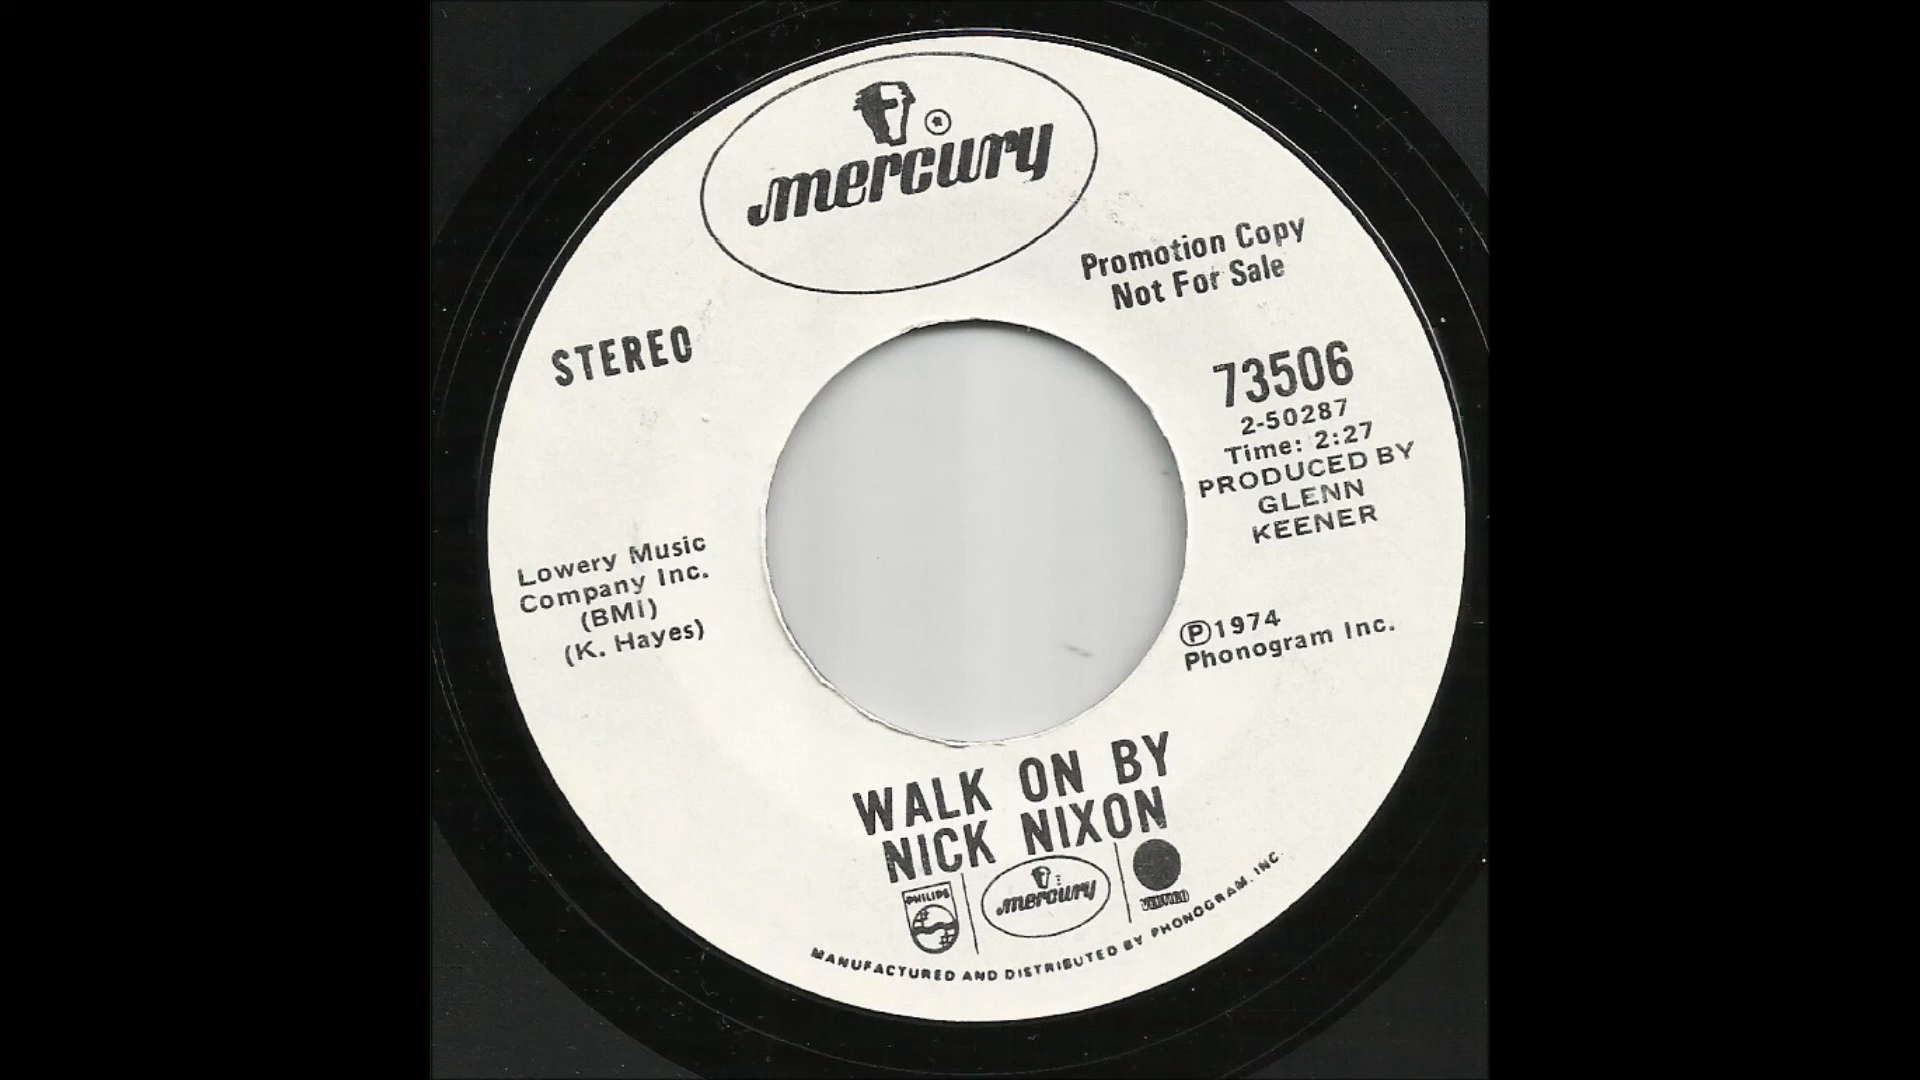 mercury
Promotion Copy
Not For Sale
STEREO
73506
2-50287
Time: 2:27
PRODUCED BY
GLENN
KEENER
Lowery Music
Company Inc.
(BMI)
(K. Hayes)
Ⓟ1974
Phonogram Inc.
WALK ON BY
NICK NIXON
PHILIPS
mercury
VERTIGO
MANUFACTURED AND DISTRIBUTED BY PHONOGRAM, INC.